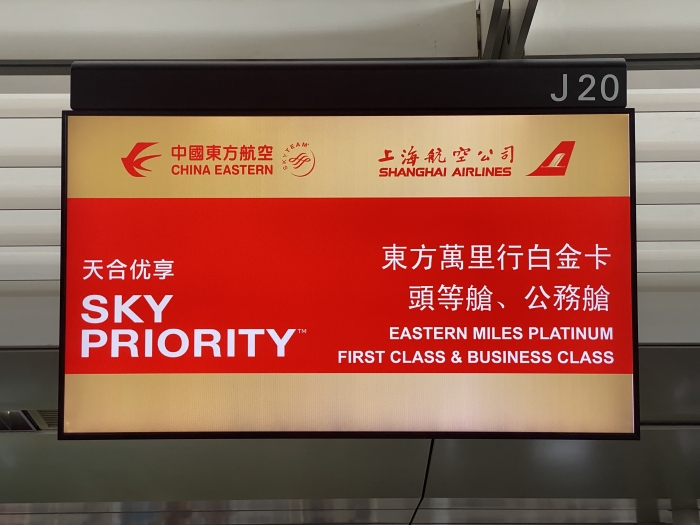 J 20
中國東方航空
CHINA EASTERN
SKYTEAM
上海航空公司
SHANGHAI AIRLINES
天合优享
SKY
PRIORITY™
東方萬里行白金卡
頭等艙、公務艙
EASTERN MILES PLATINUM
FIRST CLASS & BUSINESS CLASS